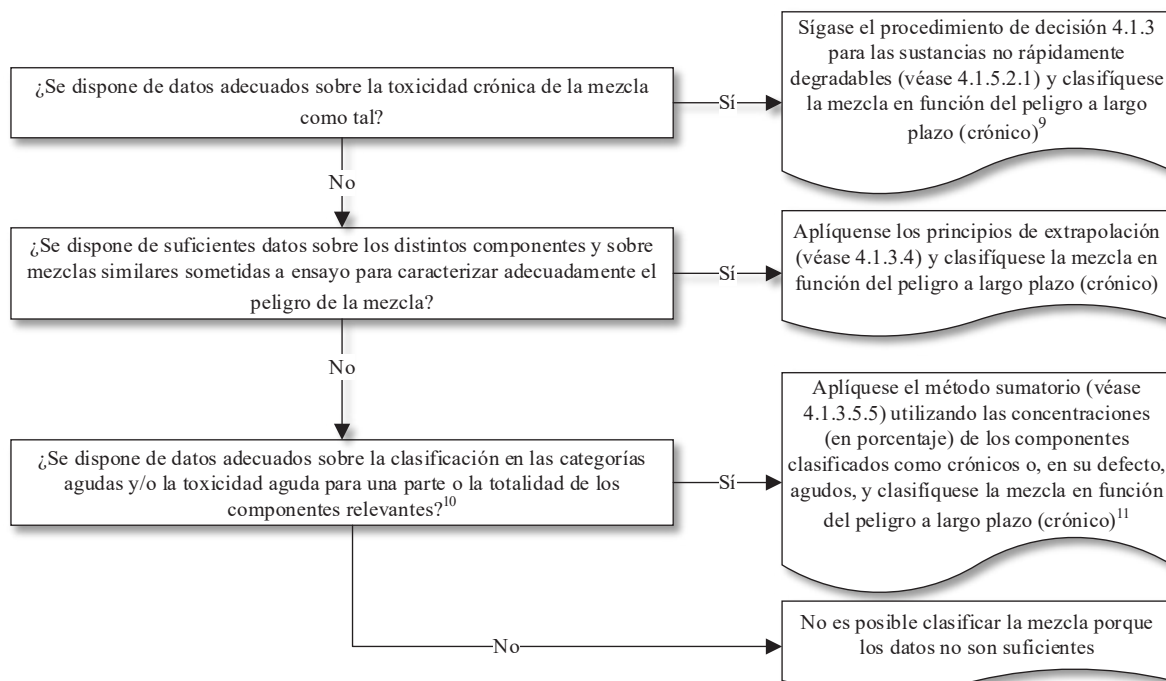 ¿Se dispone de datos adecuados sobre la toxicidad crónica de la mezcla
como tal?
Sí
Sígase el procedimiento de decisión 4.1.3
para las sustancias no rápidamente
degradables (véase 4.1.5.2.1) y clasifíquese
la mezcla en función del peligro a largo
plazo (crónico)9
No
¿Se dispone de suficientes datos sobre los distintos componentes y sobre
mezclas similares sometidas a ensayo para caracterizar adecuadamente el
peligro de la mezcla?
Sí
Aplíquense los principios de extrapolación
(véase 4.1.3.4) y clasifíquese la mezcla en
función del peligro a largo plazo (crónico)
No
¿Se dispone de datos adecuados sobre la clasificación en las categorías
agudas y/o la toxicidad aguda para una parte o la totalidad de los
componentes relevantes?10
Sí
Aplíquese el método sumatorio (véase
4.1.3.5.5) utilizando las concentraciones
(en porcentaje) de los componentes
clasificados como crónicos o, en su defecto,
agudos, y clasifíquese la mezcla en función
del peligro a largo plazo (crónico)11
No
No es posible clasificar la mezcla porque
los datos no son suficientes